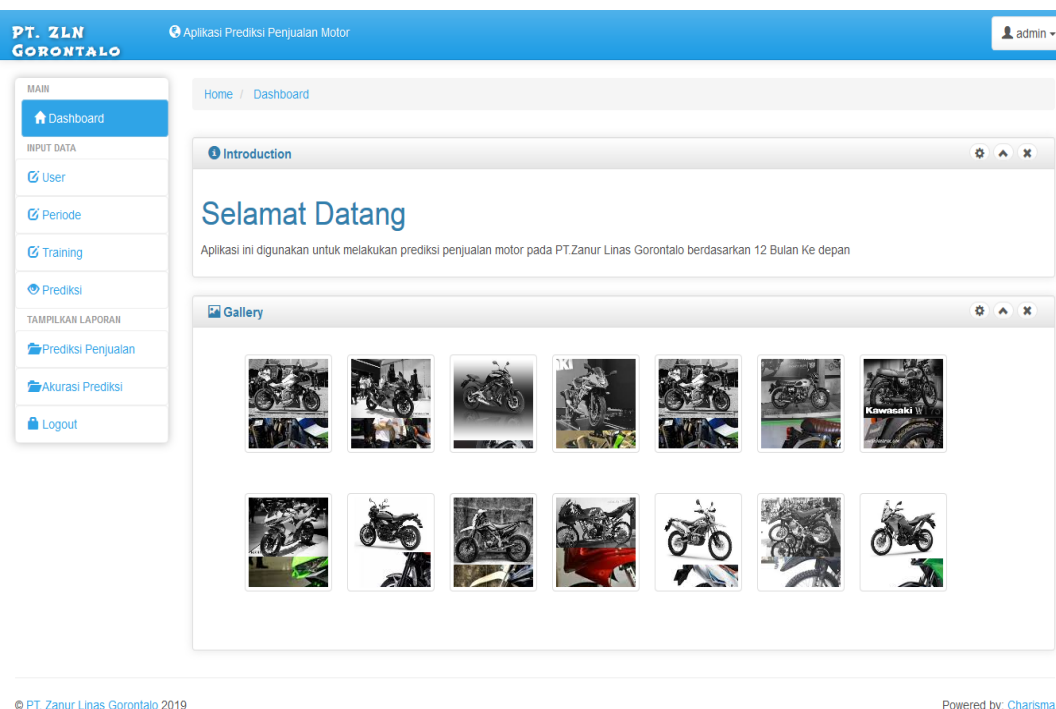 PT. ZLN
GORONTALO
Aplikasi Prediksi Penjualan Motor
admin
MAIN
Dashboard
INPUT DATA
User
Periode
Training
Prediksi
TAMPILKAN LAPORAN
Prediksi Penjualan
Akurasi Prediksi
Logout
Home / Dashboard
Introduction
Selamat Datang
Aplikasi ini digunakan untuk melakukan prediksi penjualan motor pada PT.Zanur Linas Gorontalo berdasarkan 12 Bulan Ke depan
Gallery
Kawasaki W
© PT. Zanur Linas Gorontalo 2019
Powered by: Charisma